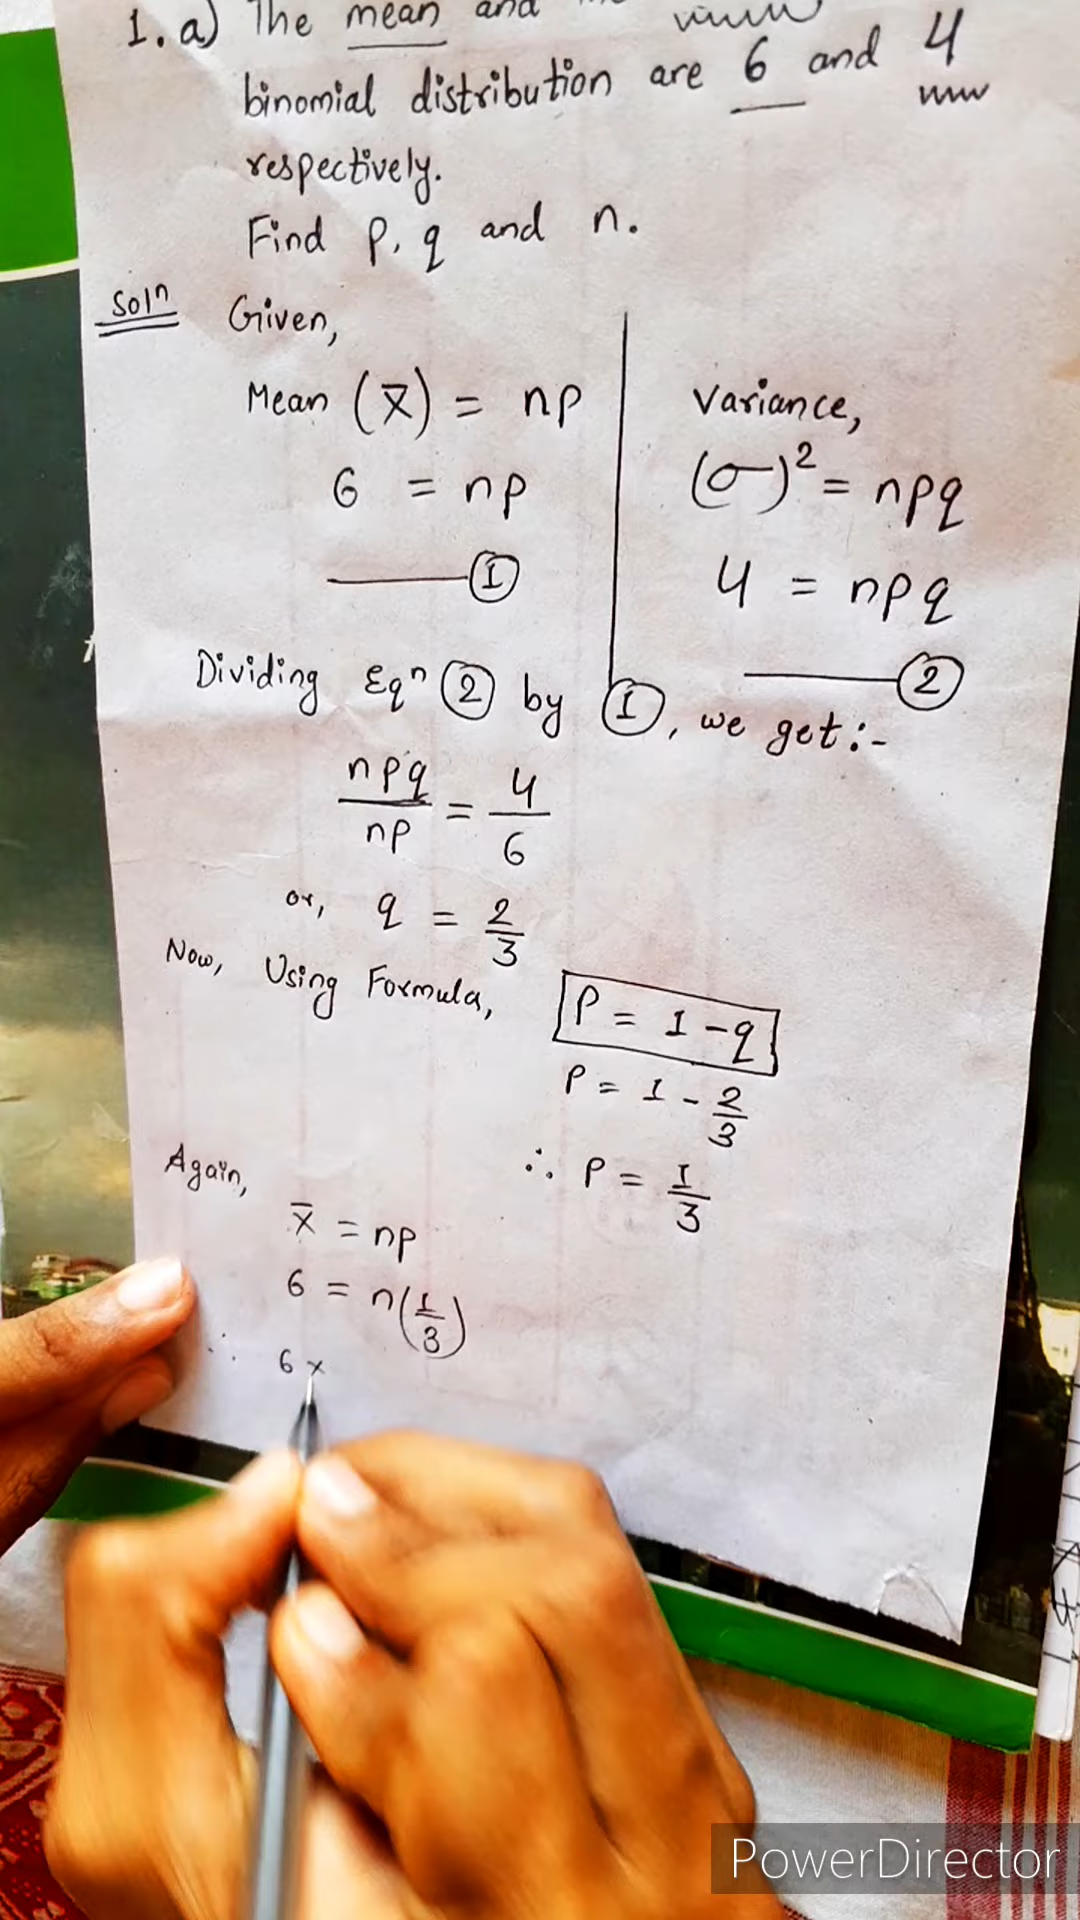 1. a) The mean and
binomial distribution are 6 and 4
respectively.
Find p, q and n.
Solⁿ Given,
Mean (x̄) = np
6 = np
——— ①
Variance,
(σ)² = npq
4 = npq
——— ②
Dividing Eqⁿ ② by ①, we get:-
npq/np = 4/6
or, q = 2/3
Now, Using Formula, P = 1 - q
P = 1 - 2/3
∴ P = 1/3
Again,
x̄ = np
6 = n(1/3)
∴ 6 ×
PowerDirector